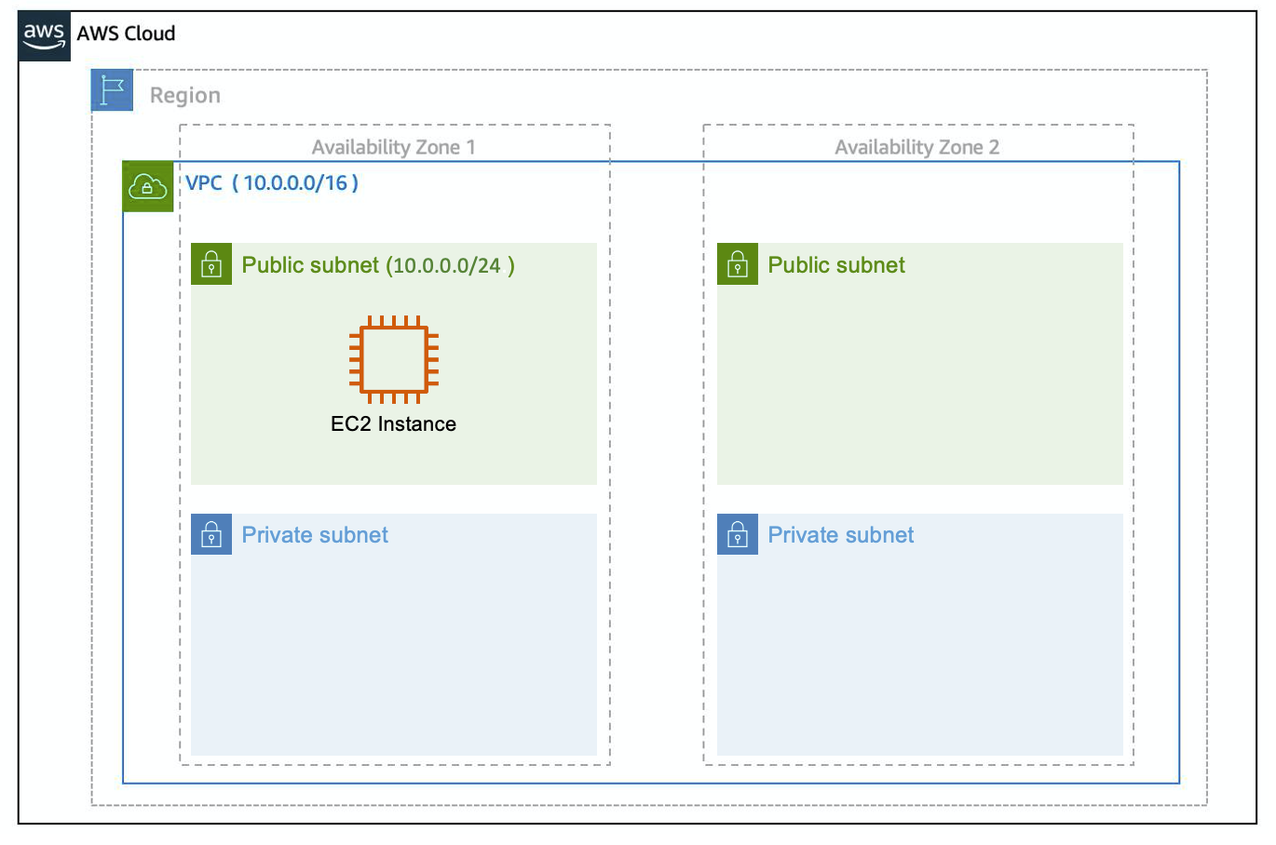 aws
AWS Cloud
Region
Availability Zone 1
Availability Zone 2
VPC ( 10.0.0.0/16 )
Public subnet (10.0.0.0/24 )
Public subnet
EC2 Instance
Private subnet
Private subnet